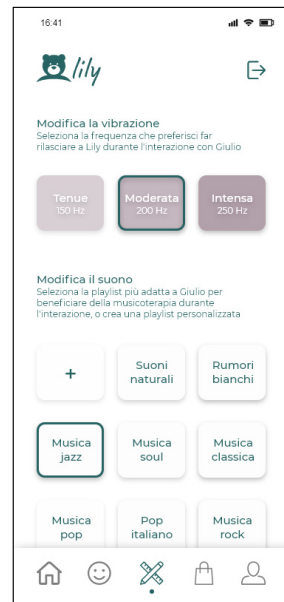 16:41
lily
Modifica la vibrazione
Seleziona la frequenza che preferisci far
rilasciare a Lily durante l'interazione con Giulio
Tenue
150 Hz
Moderata
200 Hz
Intensa
250 Hz
Modifica il suono
Seleziona la playlist più adatta a Giulio per
beneficiare della musicoterapia durante
l'interazione, o crea una playlist personalizzata
+
Suoni
naturali
Rumori
bianchi
Musica
jazz
Musica
soul
Musica
classica
Musica
pop
Pop
italiano
Musica
rock